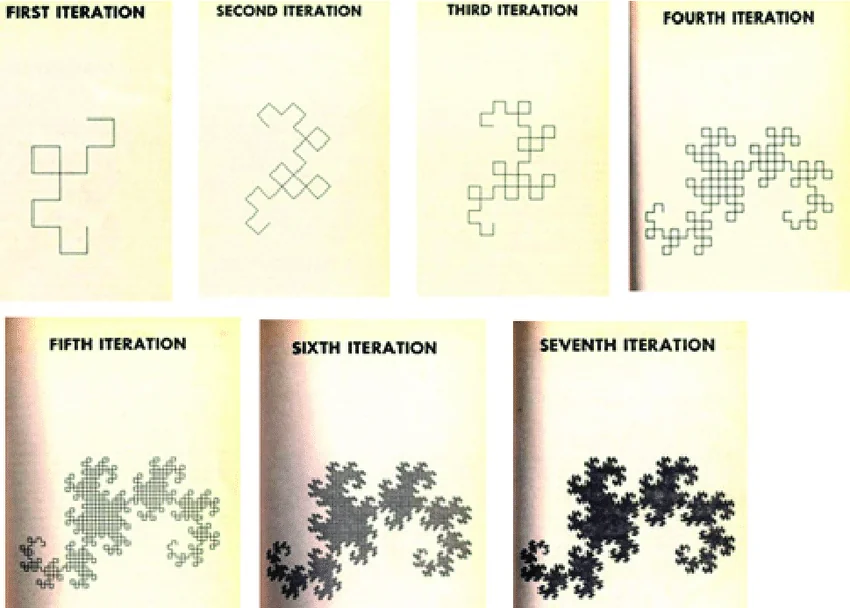 FIRST ITERATION
SECOND ITERATION
THIRD ITERATION
FOURTH ITERATION
FIFTH ITERATION
SIXTH ITERATION
SEVENTH ITERATION